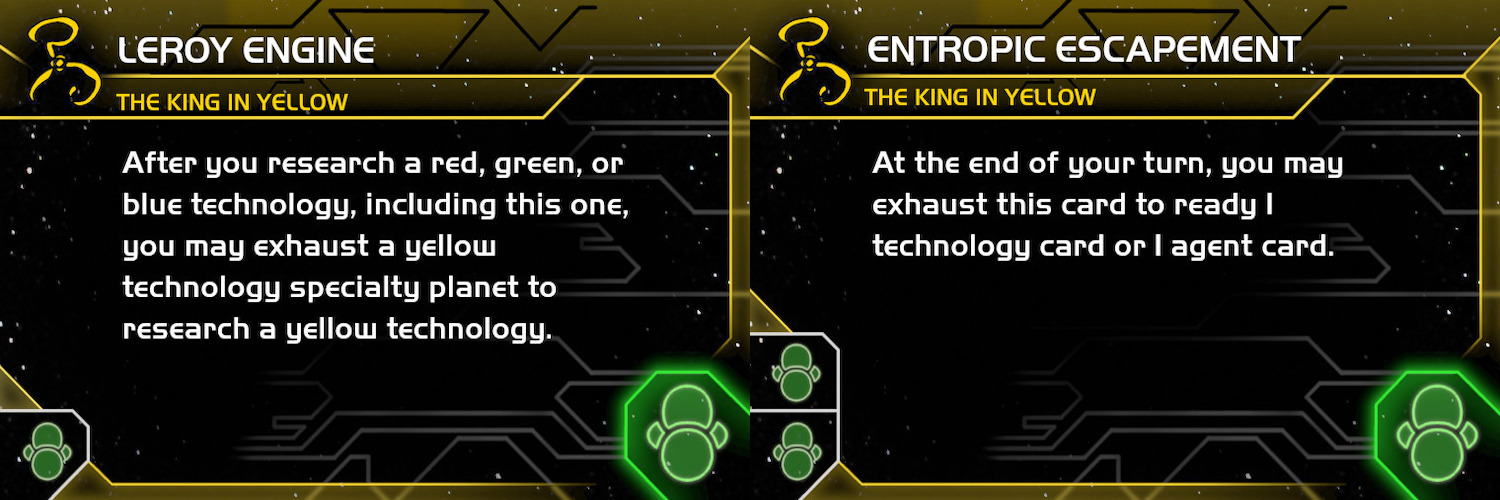 LEROY ENGINE
THE KING IN YELLOW
After you research a red, green, or
blue technology, including this one,
you may exhaust a yellow
technology specialty planet to
research a yellow technology.
ENTROPIC ESCAPEMENT
THE KING IN YELLOW
At the end of your turn, you may
exhaust this card to ready 1
technology card or 1 agent card.